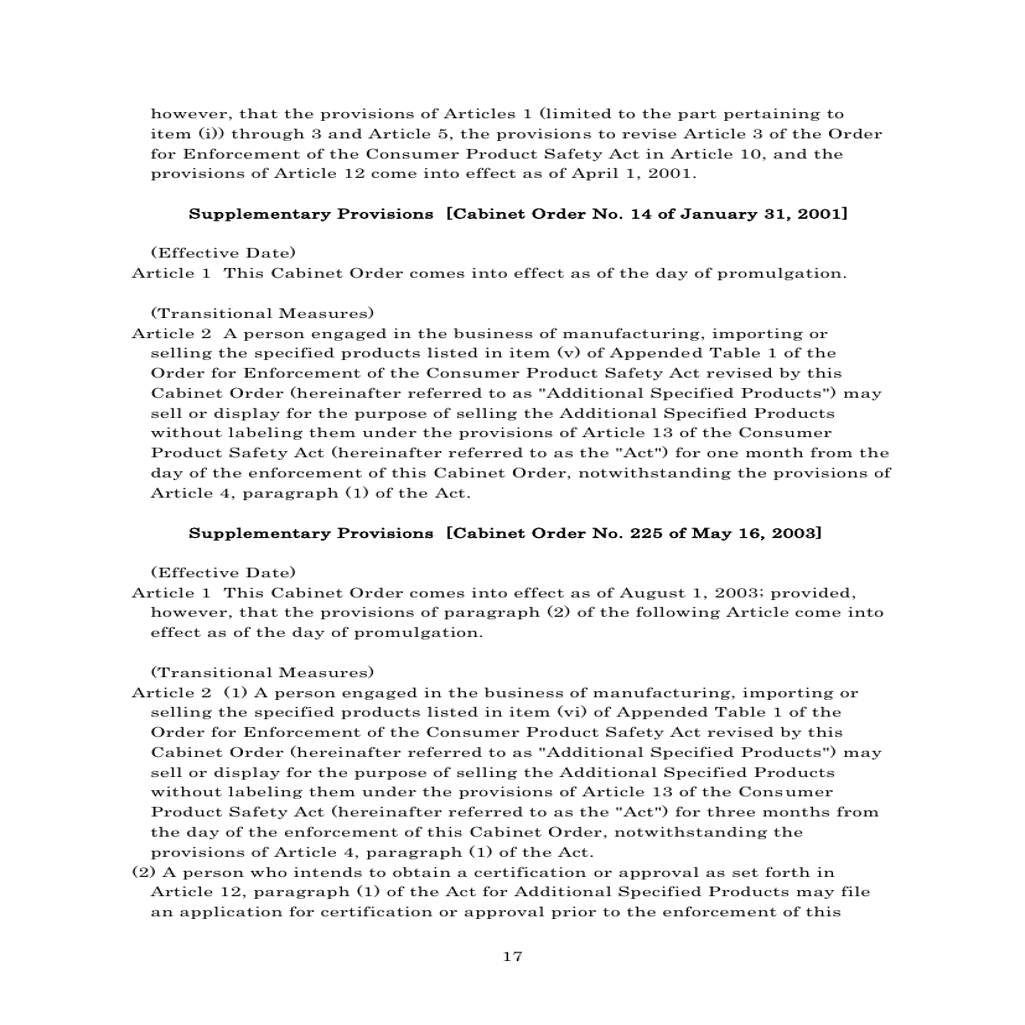 however, that the provisions of Articles 1 (limited to the part pertaining to
item (i)) through 3 and Article 5, the provisions to revise Article 3 of the Order
for Enforcement of the Consumer Product Safety Act in Article 10, and the
provisions of Article 12 come into effect as of April 1, 2001.
Supplementary Provisions [Cabinet Order No. 14 of January 31, 2001]
(Effective Date)
Article 1 This Cabinet Order comes into effect as of the day of promulgation.
(Transitional Measures)
Article 2 A person engaged in the business of manufacturing, importing or
selling the specified products listed in item (v) of Appended Table 1 of the
Order for Enforcement of the Consumer Product Safety Act revised by this
Cabinet Order (hereinafter referred to as "Additional Specified Products") may
sell or display for the purpose of selling the Additional Specified Products
without labeling them under the provisions of Article 13 of the Consumer
Product Safety Act (hereinafter referred to as the "Act") for one month from the
day of the enforcement of this Cabinet Order, notwithstanding the provisions of
Article 4, paragraph (1) of the Act.
Supplementary Provisions [Cabinet Order No. 225 of May 16, 2003]
(Effective Date)
Article 1 This Cabinet Order comes into effect as of August 1, 2003; provided,
however, that the provisions of paragraph (2) of the following Article come into
effect as of the day of promulgation.
(Transitional Measures)
Article 2 (1) A person engaged in the business of manufacturing, importing or
selling the specified products listed in item (vi) of Appended Table 1 of the
Order for Enforcement of the Consumer Product Safety Act revised by this
Cabinet Order (hereinafter referred to as "Additional Specified Products") may
sell or display for the purpose of selling the Additional Specified Products
without labeling them under the provisions of Article 13 of the Consumer
Product Safety Act (hereinafter referred to as the "Act") for three months from
the day of the enforcement of this Cabinet Order, notwithstanding the
provisions of Article 4, paragraph (1) of the Act.
(2) A person who intends to obtain a certification or approval as set forth in
Article 12, paragraph (1) of the Act for Additional Specified Products may file
an application for certification or approval prior to the enforcement of this
17